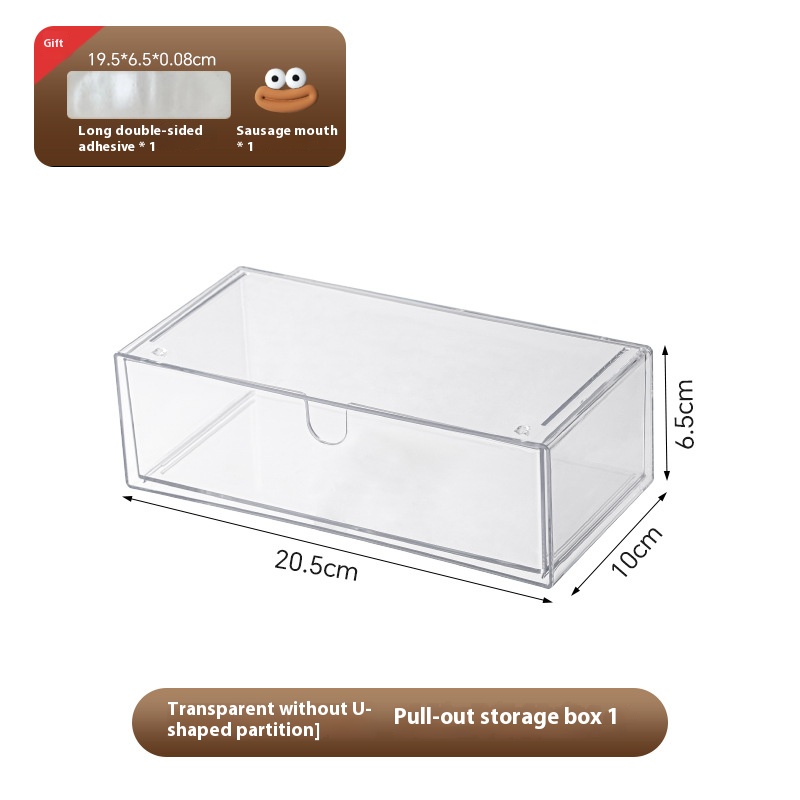 Gift
19.5*6.5*0.08cm
Long double-sided
adhesive * 1
Sausage mouth
* 1
6.5cm
10cm
20.5cm
Transparent without U-
shaped partition]
Pull-out storage box 1